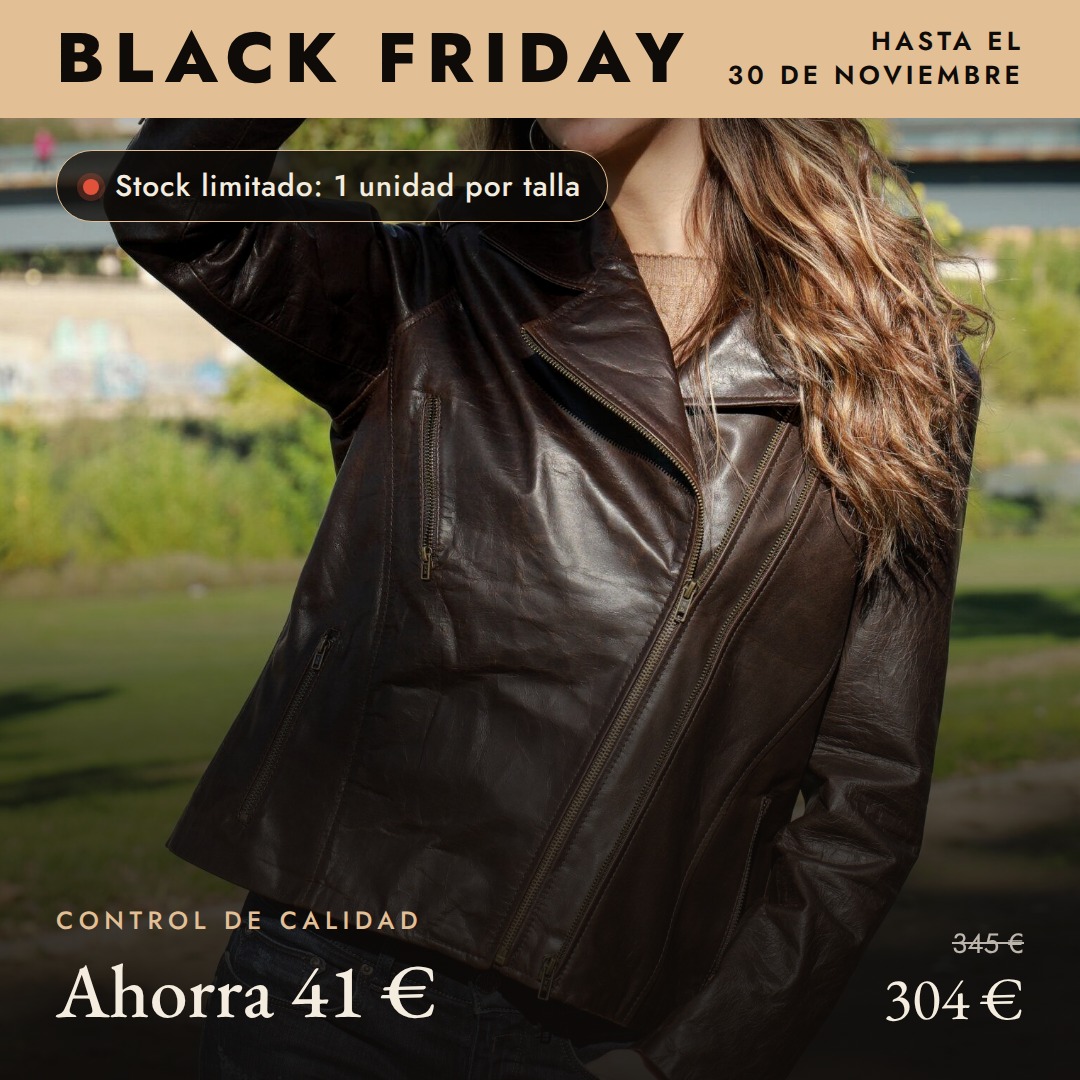 BLACK FRIDAY
HASTA EL
30 DE NOVIEMBRE
Stock limitado: 1 unidad por talla
CONTROL DE CALIDAD
Ahorra 41 €
345 €
304 €